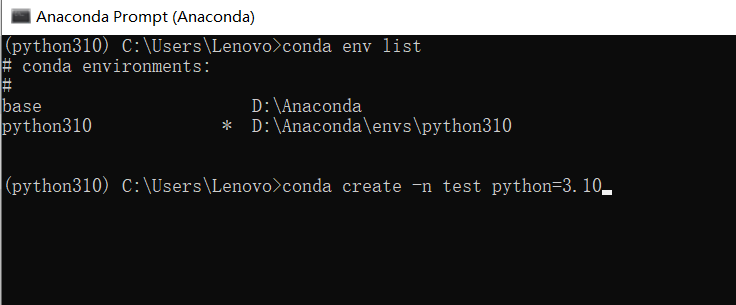 Anaconda Prompt (Anaconda)
(python310) C:\Users\Lenovo>conda env list
# conda environments:
#
base                     D:\Anaconda
python310             *  D:\Anaconda\envs\python310
(python310) C:\Users\Lenovo>conda create -n test python=3.10